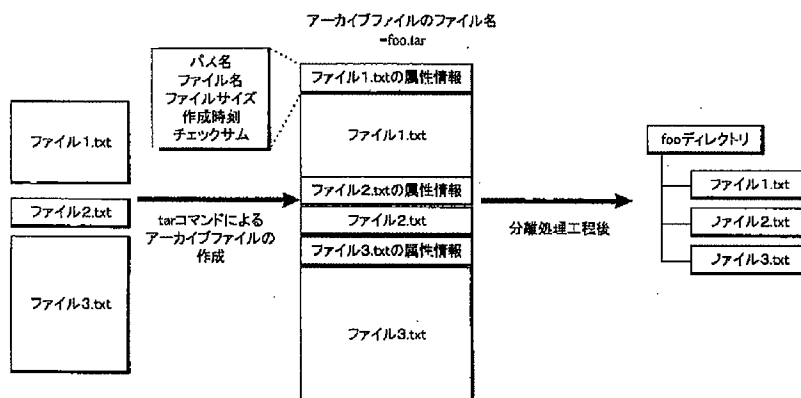 アーカイブファイルのファイル名
=foo.tar
パス名
ファイル名
ファイルサイズ
作成時刻
チェックサム
ファイル1.txtの属性情報
ファイル1.txt
ファイル1.txt
fooディレクトリ
ファイル2.txtの属性情報
ファイル1.txt
ファイル2.txt
ファイル2.txt
ファイル2.txt
tarコマンドによる
アーカイブファイルの
作成
分離処理工程後
ファイル3.txtの属性情報
ファイル3.txt
ファイル3.txt
ファイル3.txt